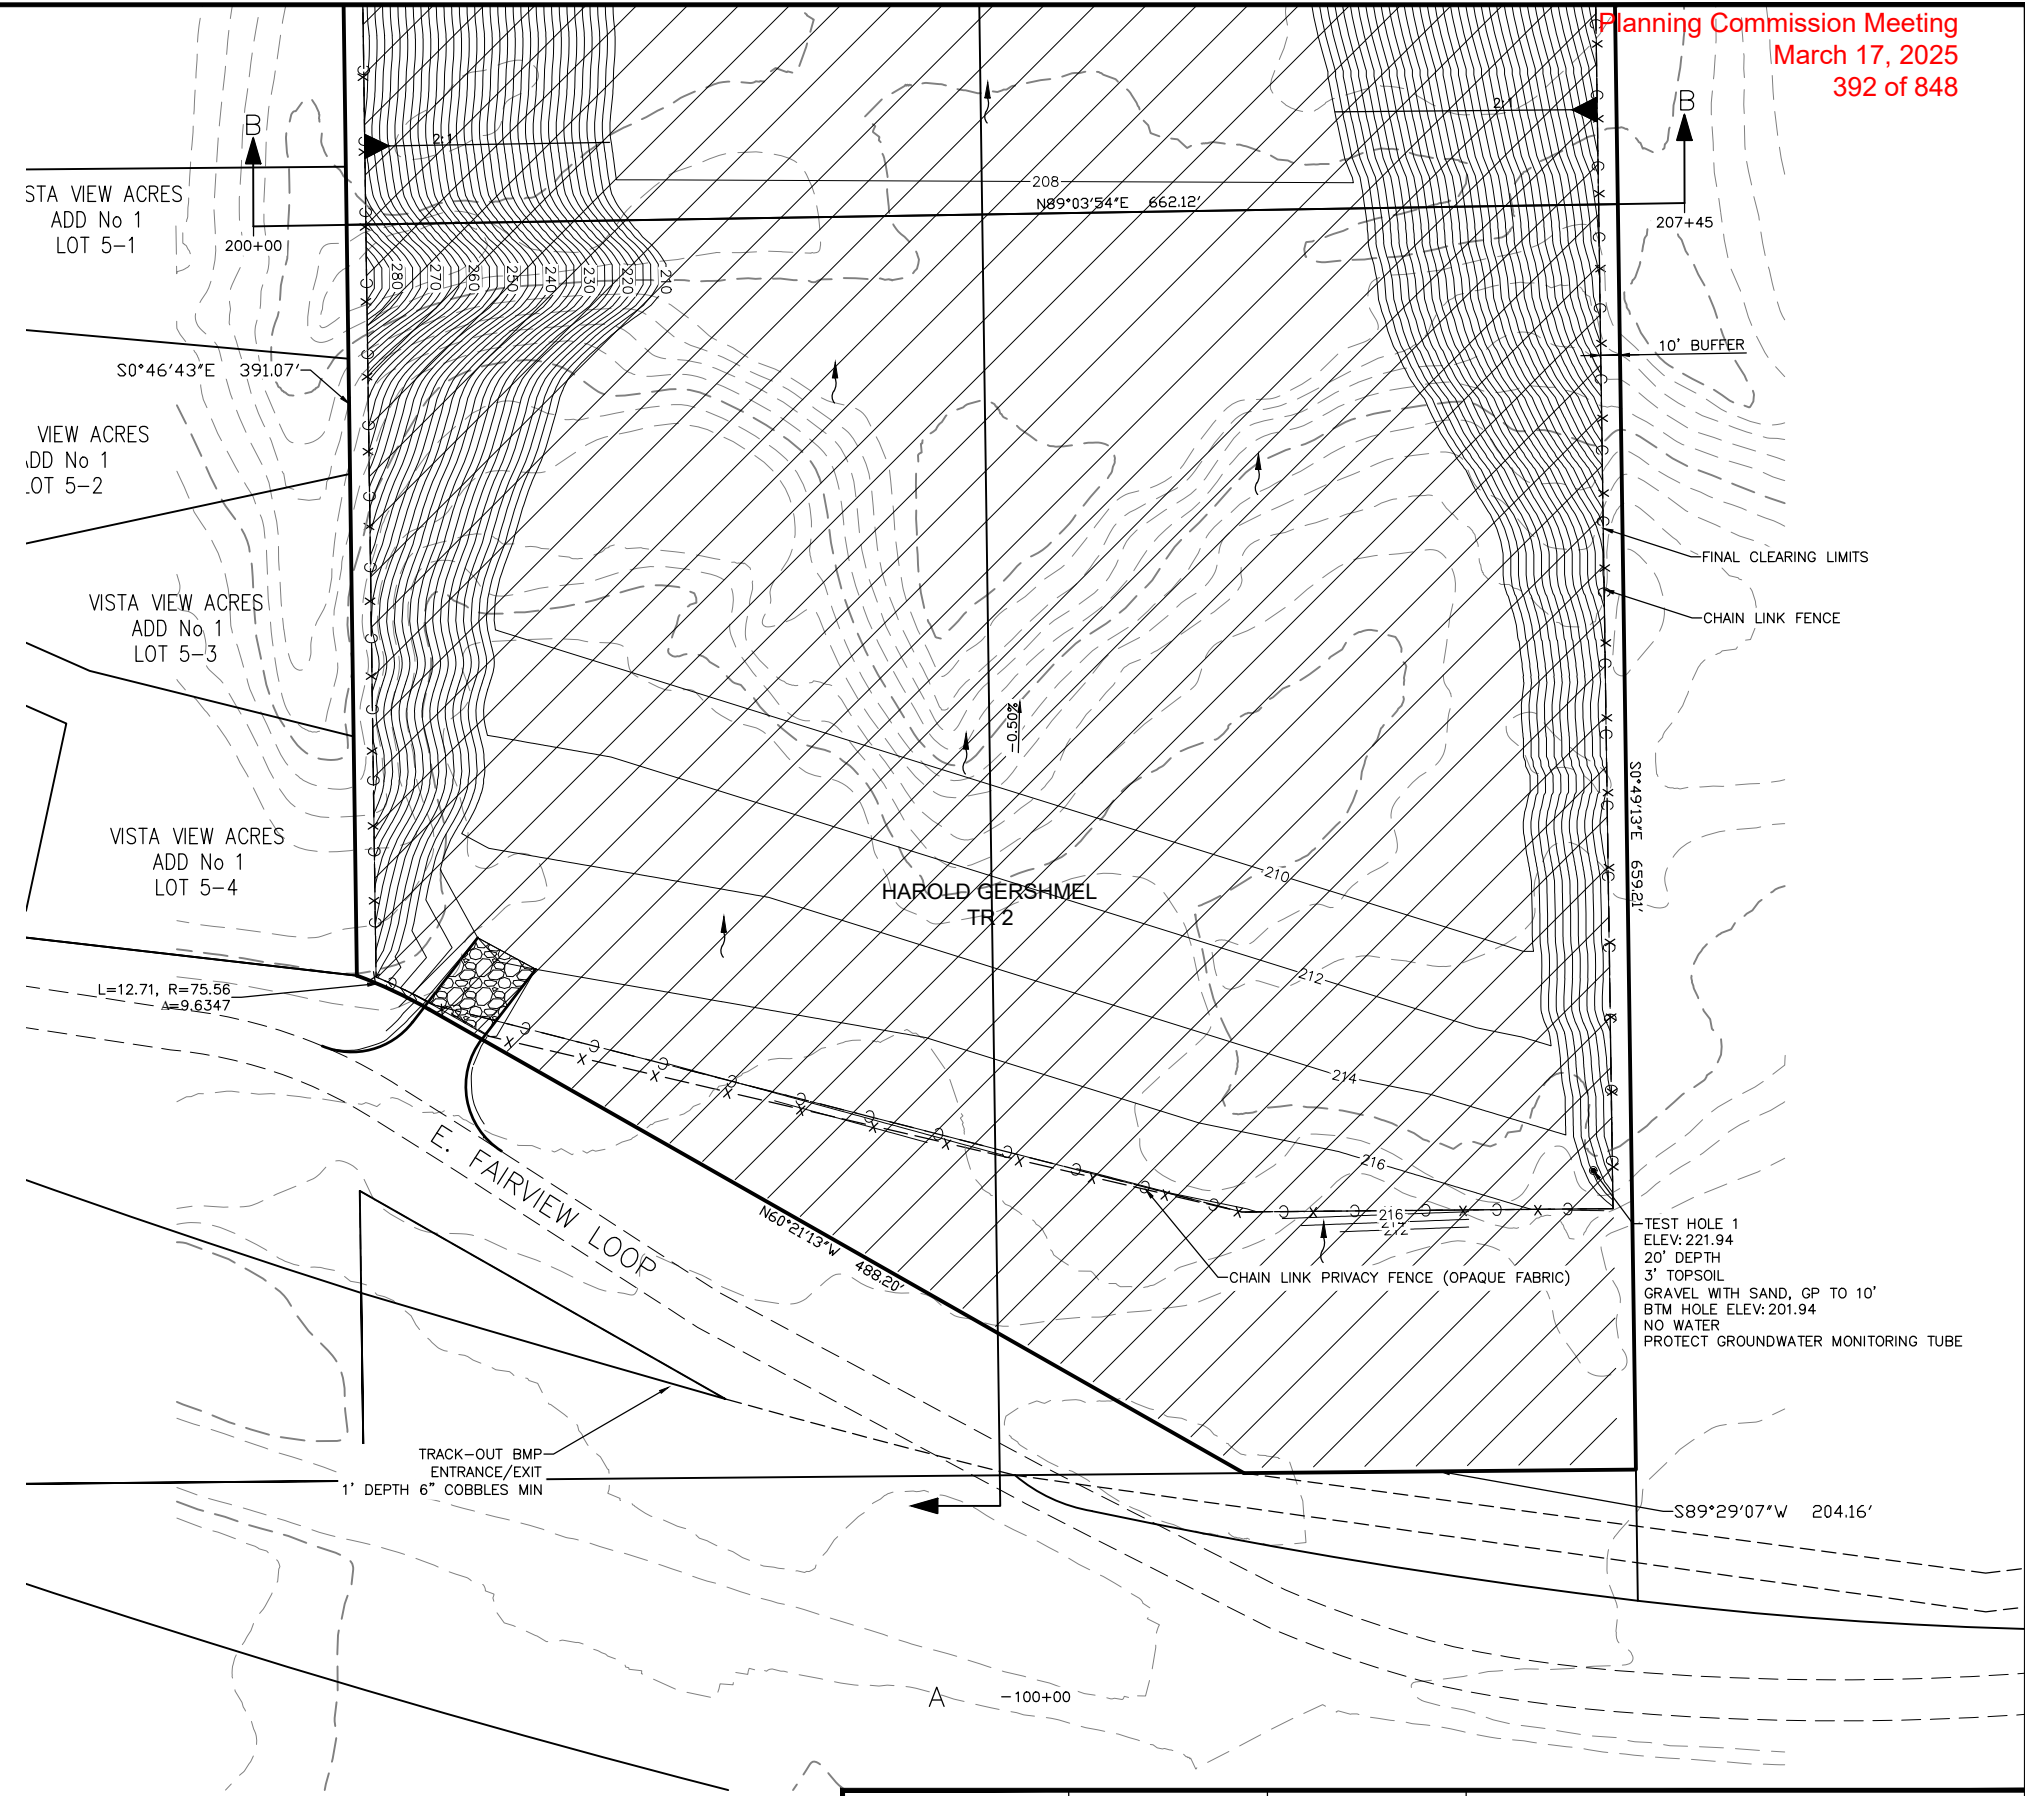 Planning Commission Meeting
March 17, 2025
392 of 848
B
B
2:1
2:1
STA VIEW ACRES
ADD No 1
LOT 5-1
208
N89°03'54"E 662.12'
200+00
207+45
280
270
260
250
240
230
220
210
10' BUFFER
S0°46'43"E 391.07'
VIEW ACRES
DD No 1
LOT 5-2
FINAL CLEARING LIMITS
CHAIN LINK FENCE
VISTA VIEW ACRES
ADD No 1
LOT 5-3
-0.50%
S0°49'13"E 659.21'
VISTA VIEW ACRES
ADD No 1
LOT 5-4
210
HAROLD GERSHMEL
TR 2
212
L=12.71, R=75.56
Δ=9.6347
214
216
E. FAIRVIEW LOOP
N60°21'13"W 488.20'
216
214
212
CHAIN LINK PRIVACY FENCE (OPAQUE FABRIC)
TEST HOLE 1
ELEV: 221.94
20' DEPTH
3' TOPSOIL
GRAVEL WITH SAND, GP TO 10'
BTM HOLE ELEV: 201.94
NO WATER
PROTECT GROUNDWATER MONITORING TUBE
TRACK-OUT BMP
ENTRANCE/EXIT
1' DEPTH 6" COBBLES MIN
S89°29'07"W 204.16'
A
-100+00